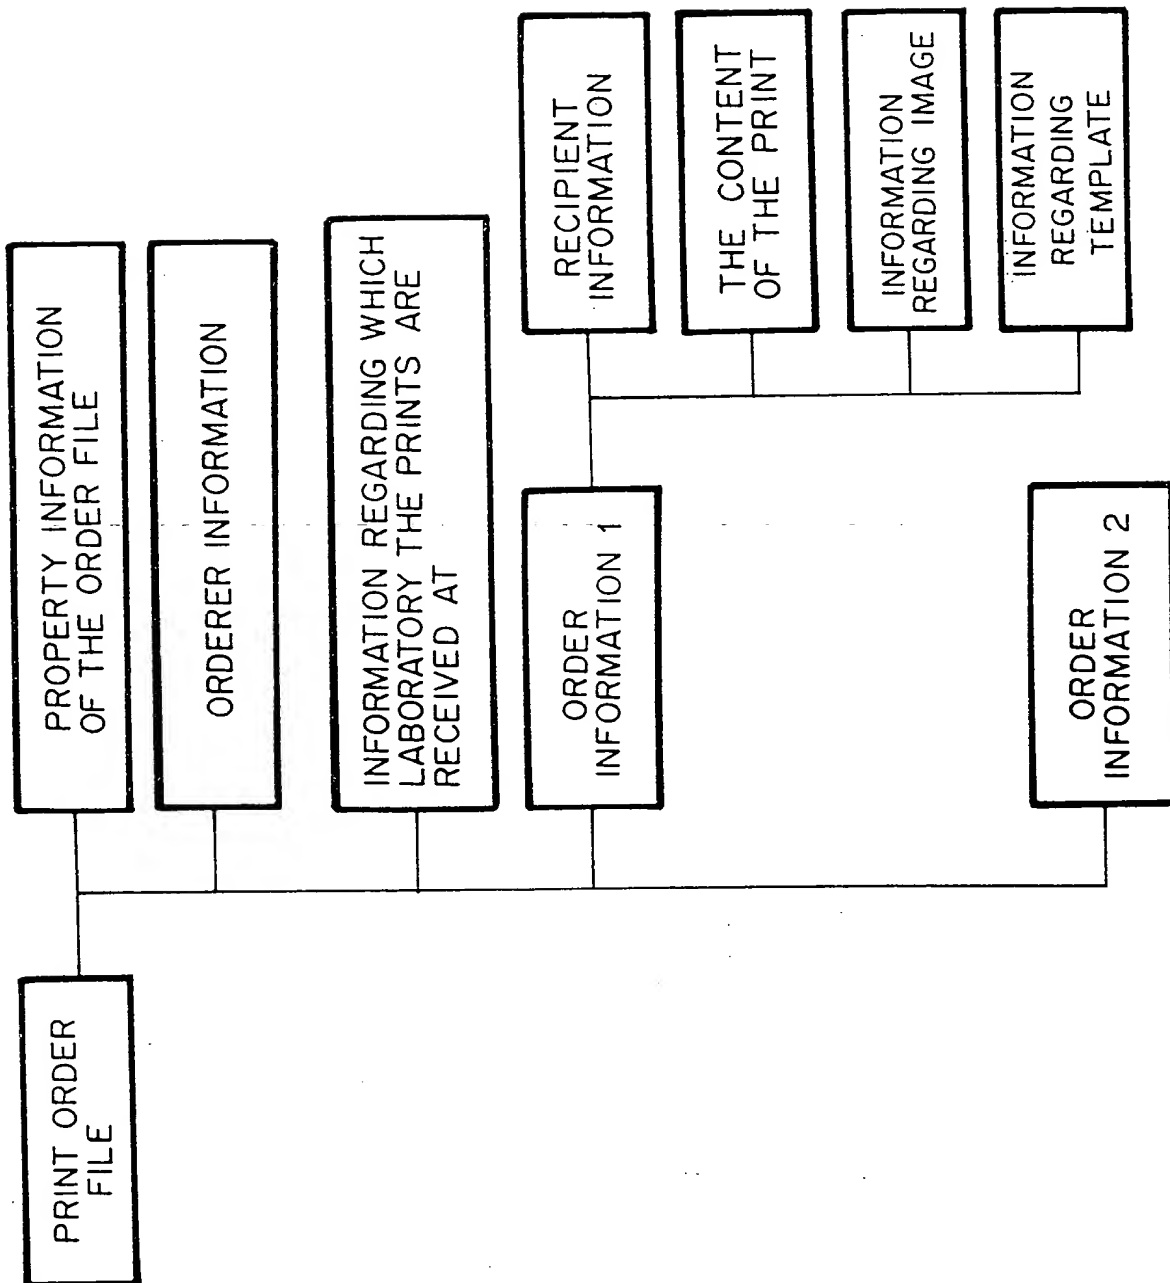 PRINT ORDER
FILE
PROPERTY INFORMATION
OF THE ORDER FILE
ORDERER INFORMATION
INFORMATION REGARDING WHICH
LABORATORY THE PRINTS ARE
RECEIVED AT
ORDER
INFORMATION 1
RECIPIENT
INFORMATION
THE CONTENT
OF THE PRINT
INFORMATION
REGARDING IMAGE
INFORMATION
REGARDING
TEMPLATE
ORDER
INFORMATION 2